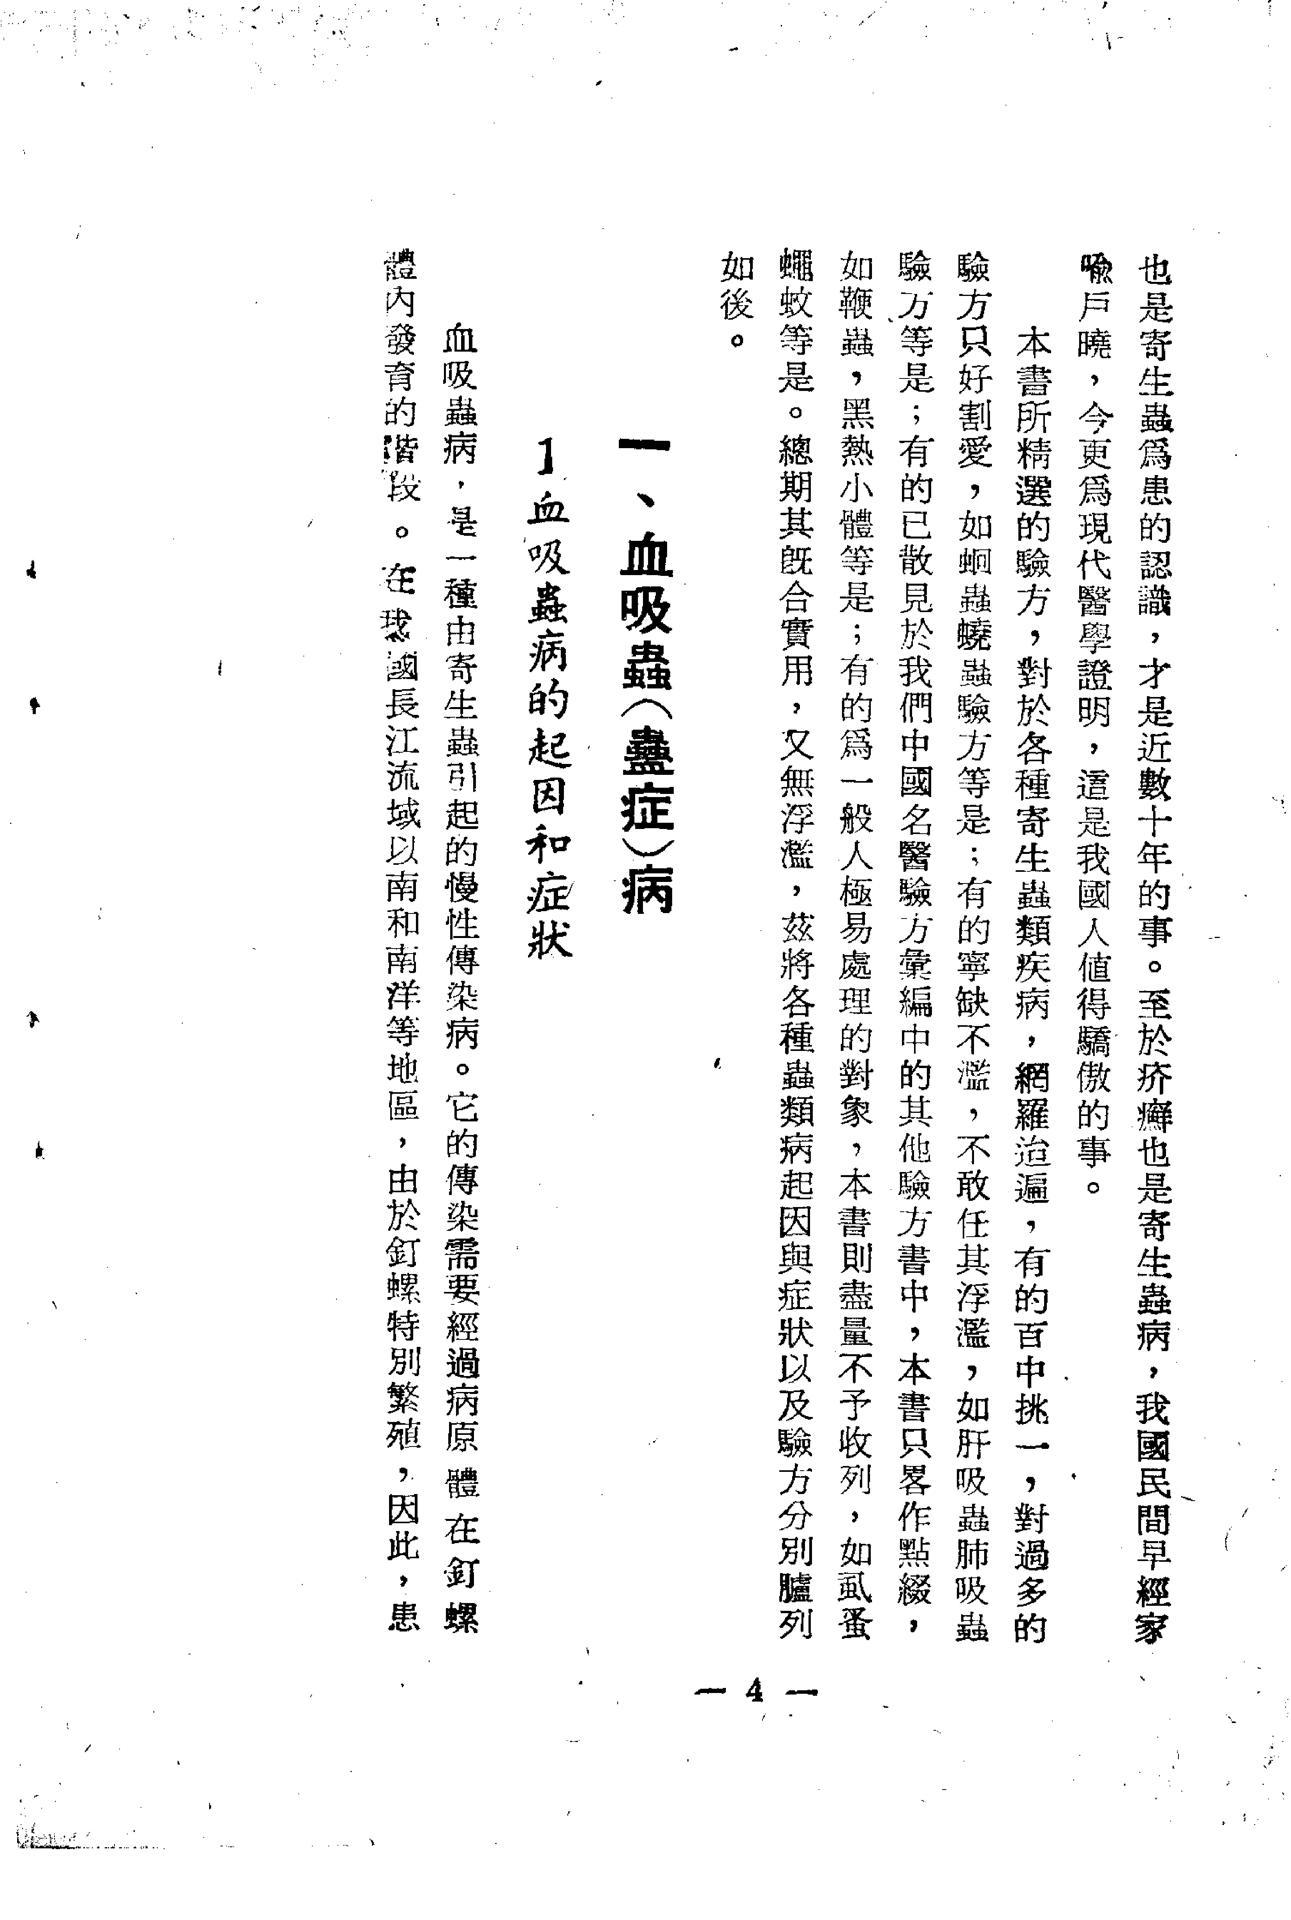 也是寄生蟲爲患的認識，才是近數十年的事。至於疥癬也是寄生蟲病，我國民間早經家
喩戶曉，今更爲現代醫學證明，這是我國人値得驕傲的事。
本書所精選的驗方，對於各種寄生蟲類疾病，網羅迨遍，有的百中挑一，對過多的
驗方只好割愛，如蛔蟲蟯蟲驗方等是；有的寧缺不濫，不敢任其浮濫，如肝吸蟲肺吸蟲
驗方等是；有的已散見於我們中國名醫驗方彙編中的其他驗方書中，本書只畧作點綴，
如鞭蟲，黑熱小體等是；有的爲一般人極易處理的對象，本書則盡量不予收列，如虱蚤
蠅蚊等是。總期其旣合實用，又無浮濫，茲將各種蟲類病起因與症狀以及驗方分別臚列
如後。
一、血吸蟲（蠱症）病
1血吸蟲病的起因和症狀
血吸蟲病，是一種由寄生蟲引起的慢性傳染病。它的傳染需要經過病原體在釘螺
體內發育的階段。在我國長江流域以南和南洋等地區，由於釘螺特別繁殖，因此，患
— 4 —